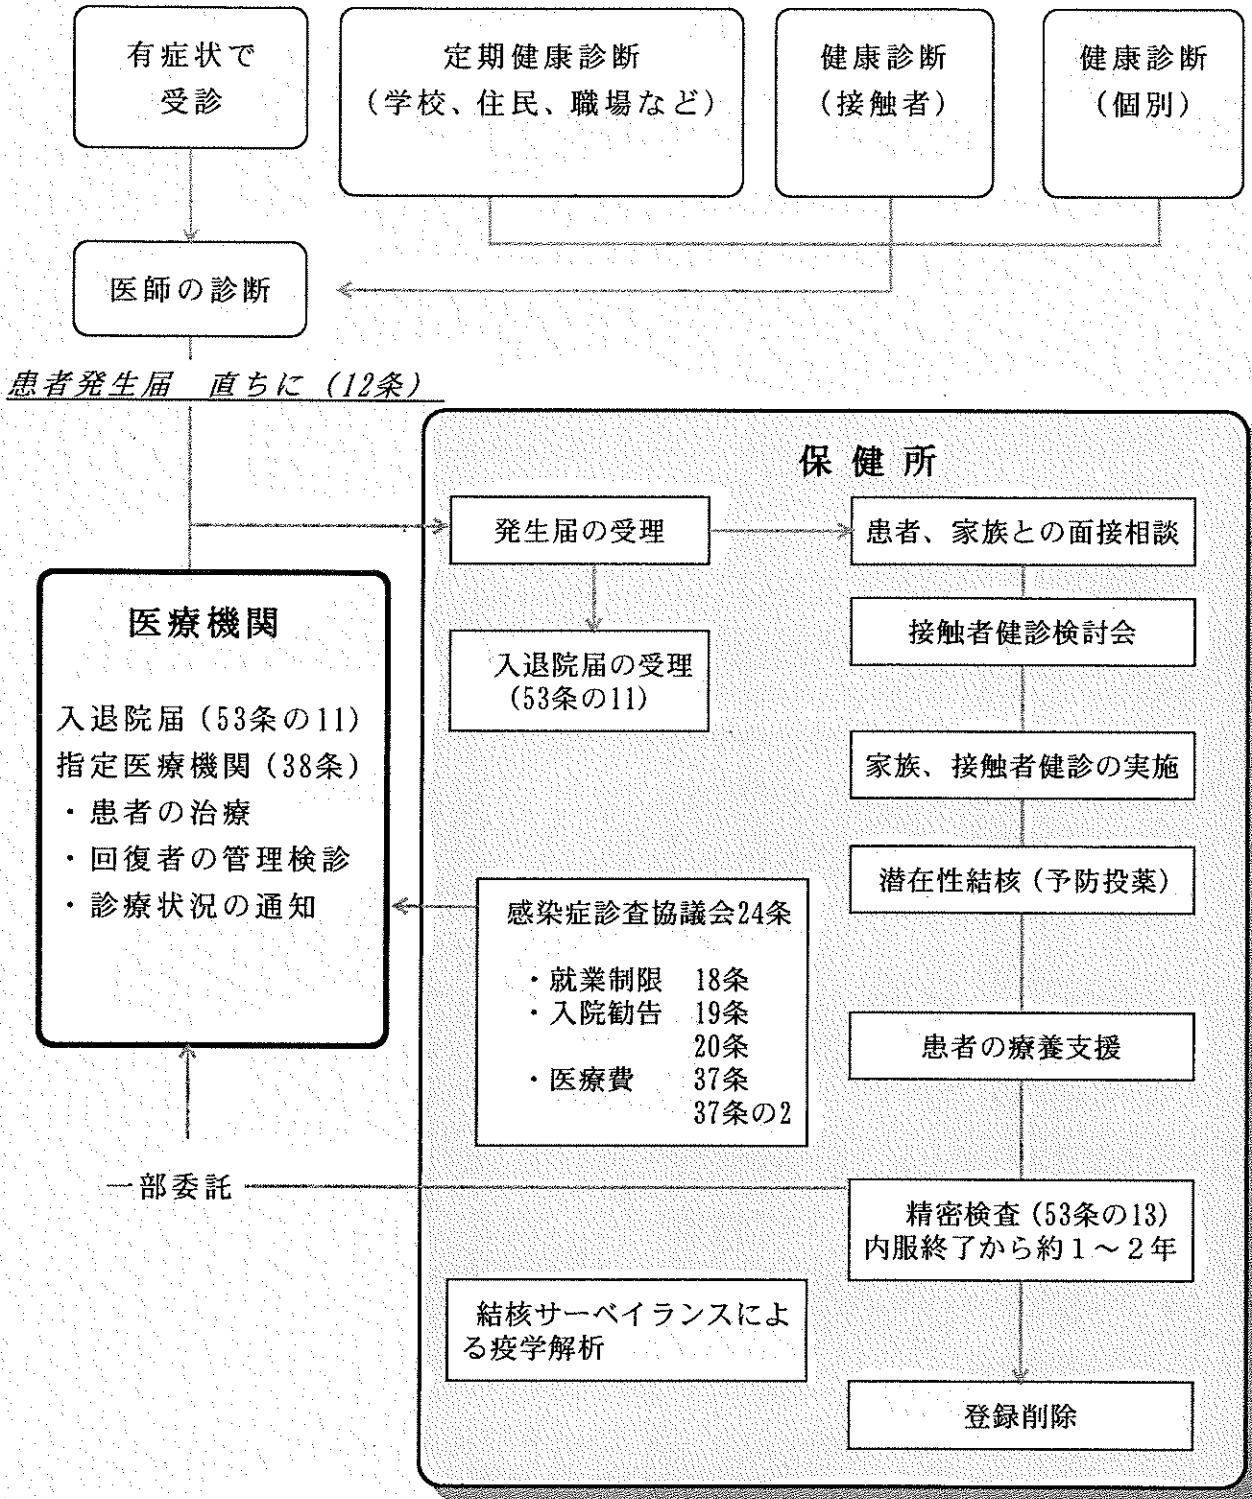 有症状で
受診
定期健康診断
（学校、住民、職場など）
健康診断
（接触者）
健康診断
（個別）
医師の診断
患者発生届　直ちに（12条）
保健所
発生届の受理
患者、家族との面接相談
医療機関
入退院届（53条の11）
指定医療機関（38条）
・患者の治療
・回復者の管理検診
・診療状況の通知
入退院届の受理
（53条の11）
接触者健診検討会
家族、接触者健診の実施
潜在性結核（予防投薬）
感染症診査協議会24条
・就業制限　18条
・入院勧告　19条
20条
・医療費　37条
37条の2
患者の療養支援
一部委託
精密検査（53条の13）
内服終了から約１～２年
結核サーベイランスによ
る疫学解析
登録削除